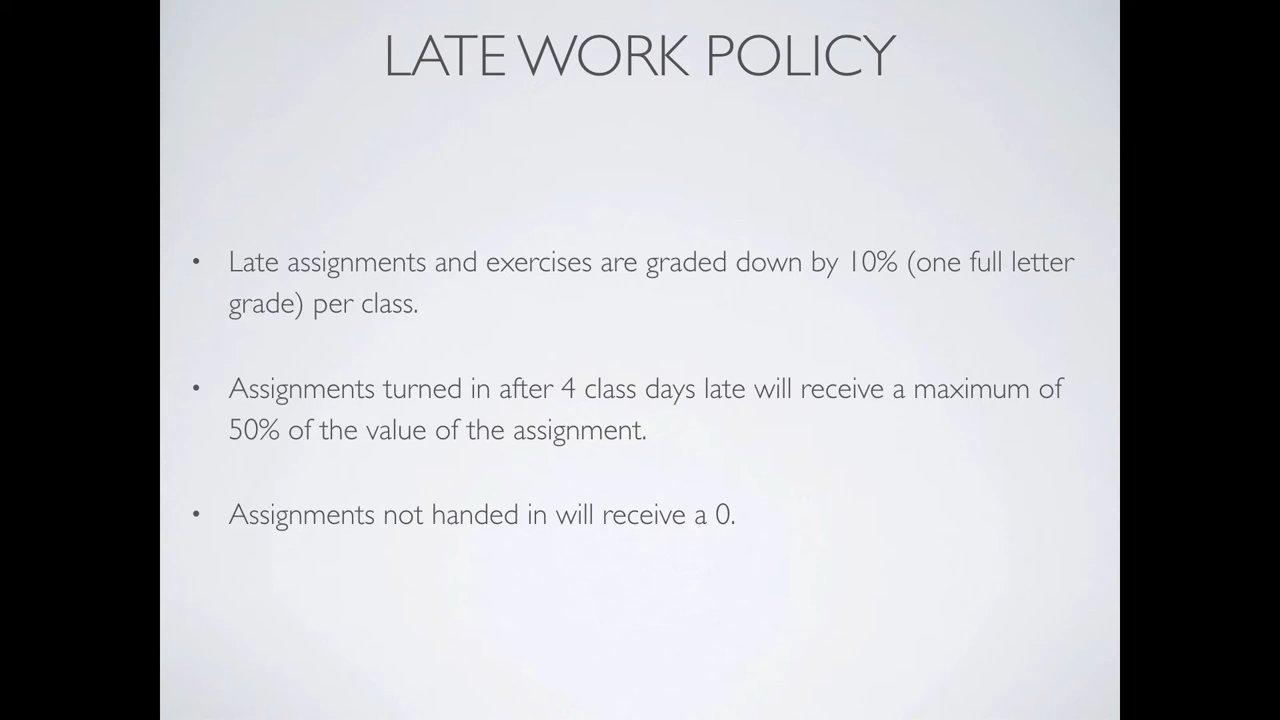 LATE WORK POLICY
• Late assignments and exercises are graded down by 10% (one full letter
grade) per class.
• Assignments turned in after 4 class days late will receive a maximum of
50% of the value of the assignment.
• Assignments not handed in will receive a 0.